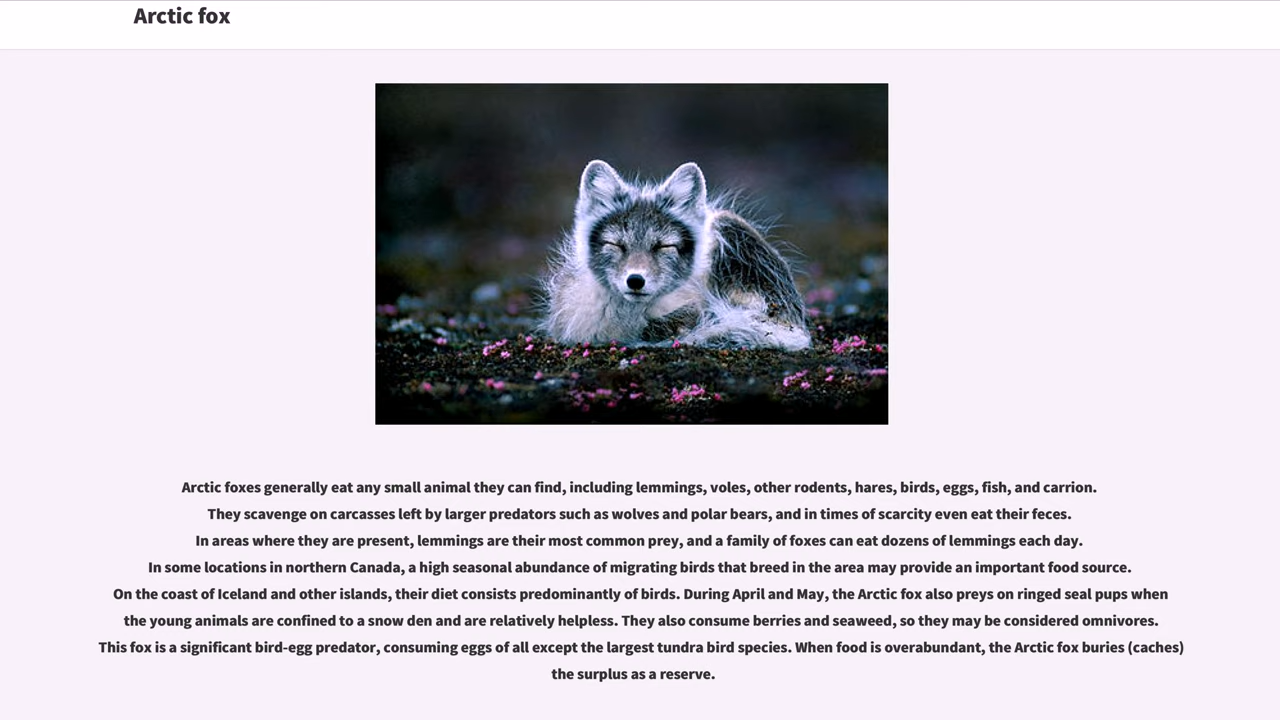 Arctic fox
Arctic foxes generally eat any small animal they can find, including lemmings, voles, other rodents, hares, birds, eggs, fish, and carrion.
They scavenge on carcasses left by larger predators such as wolves and polar bears, and in times of scarcity even eat their feces.
In areas where they are present, lemmings are their most common prey, and a family of foxes can eat dozens of lemmings each day.
In some locations in northern Canada, a high seasonal abundance of migrating birds that breed in the area may provide an important food source.
On the coast of Iceland and other islands, their diet consists predominantly of birds. During April and May, the Arctic fox also preys on ringed seal pups when
the young animals are confined to a snow den and are relatively helpless. They also consume berries and seaweed, so they may be considered omnivores.
This fox is a significant bird-egg predator, consuming eggs of all except the largest tundra bird species. When food is overabundant, the Arctic fox buries (caches)
the surplus as a reserve.